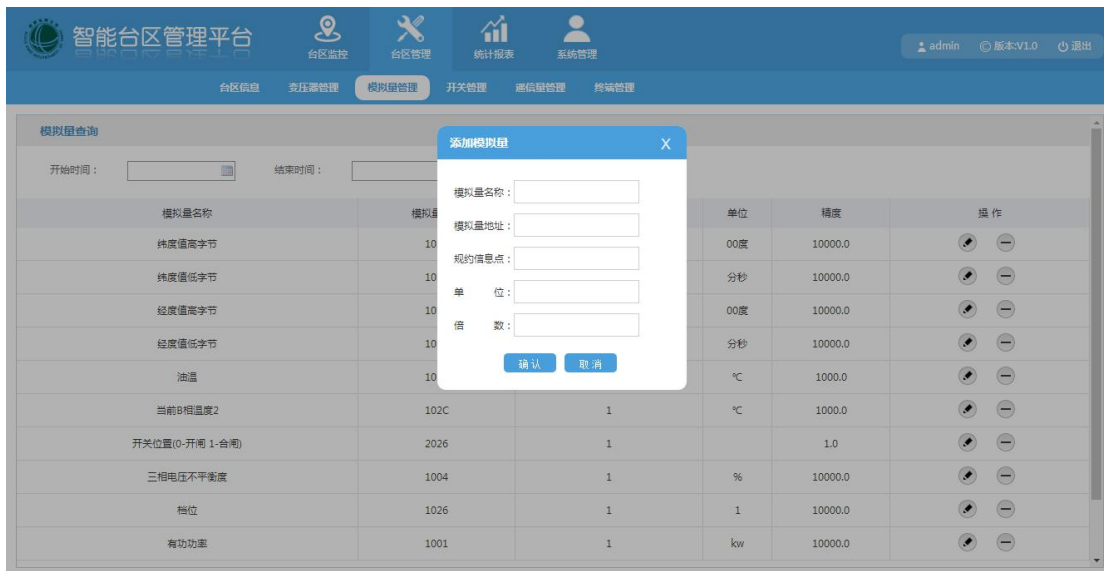 智能台区管理平台
台区监控 台区管理 统计报表 系统管理
admin ©版本:V1.0 退出
台区信息 变压器管理 模拟量管理 开关管理 遥信量管理 终端管理
模拟量查询
开始时间： 结束时间：
添加模拟量 X
模拟量名称：
模拟量地址：
规约信息点：
单 位：
倍 数：
确认 取消
模拟量名称 模拟量 单位 精度 操作
纬度值高字节 10 00度 10000.0
纬度值低字节 10 分秒 10000.0
经度值高字节 10 00度 10000.0
经度值低字节 10 分秒 10000.0
油温 10 ℃ 1000.0
当前B相温度2 102C 1 ℃ 1000.0
开关位置(0-开闸 1-合闸) 2026 1 1.0
三相电压不平衡度 1004 1 % 10000.0
档位 1026 1 1 10000.0
有功功率 1001 1 kw 10000.0